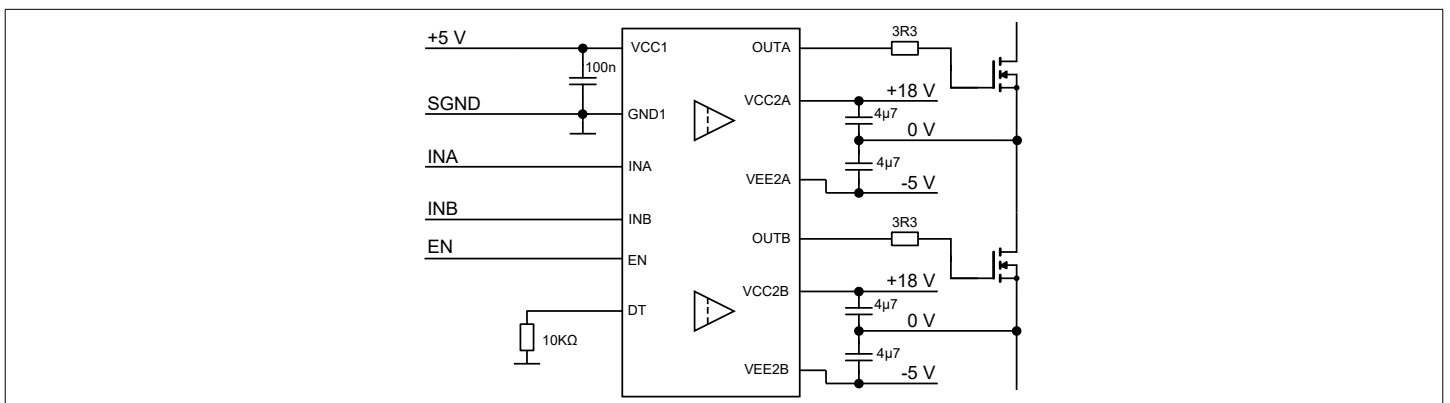 +5 V
100n
SGND
INA
INB
EN
10KΩ
VCC1
GND1
INA
INB
EN
DT
OUTA
VCC2A
VEE2A
OUTB
VCC2B
VEE2B
3R3
+18 V
4µ7
0 V
4µ7
-5 V
3R3
+18 V
4µ7
0 V
4µ7
-5 V